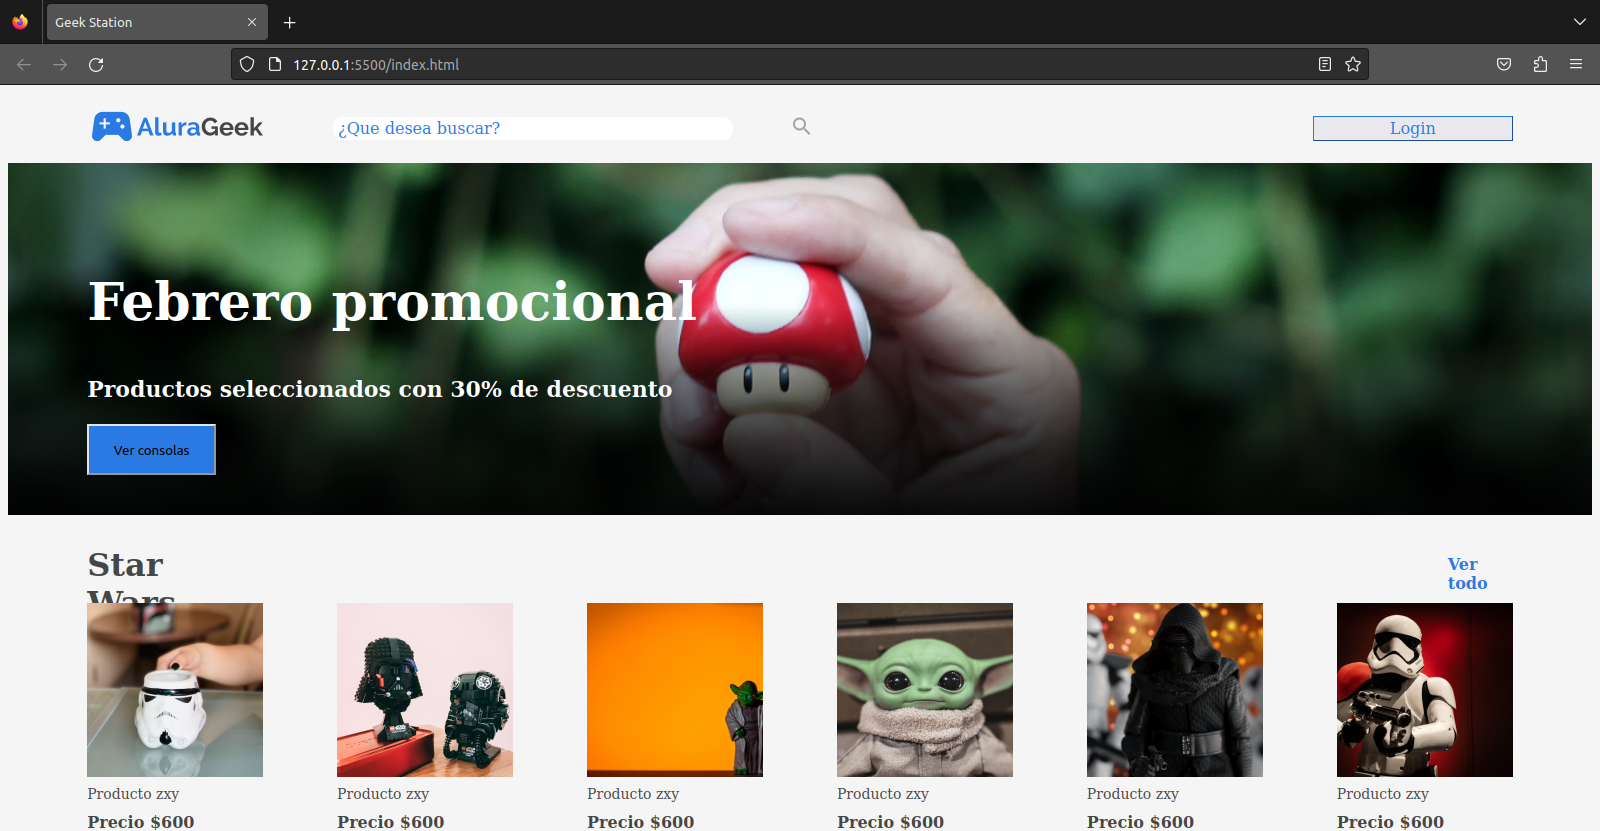 Geek Station
127.0.0.1:5500/index.html
AluraGeek
¿Que desea buscar?
Login
Febrero promocional
Productos seleccionados con 30% de descuento
Ver consolas
Star
Wars
Ver
todo
Producto zxy
Precio $600
Producto zxy
Precio $600
Producto zxy
Precio $600
Producto zxy
Precio $600
Producto zxy
Precio $600
Producto zxy
Precio $600